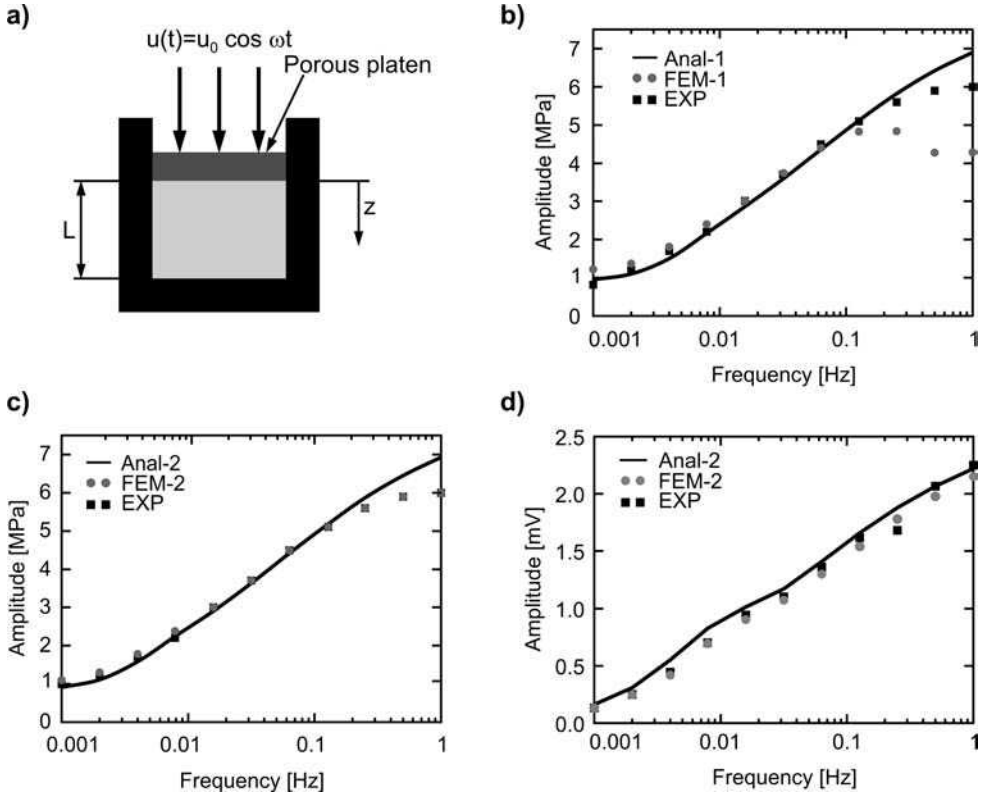 a)
u(t)=u₀ cos ωt
Porous platen
L
z
b)
Amplitude [MPa]
7
6
5
4
3
2
1
0
Anal-1
FEM-1
EXP
0.001
0.01
0.1
1
Frequency [Hz]
c)
Amplitude [MPa]
7
6
5
4
3
2
1
0
Anal-2
FEM-2
EXP
0.001
0.01
0.1
1
Frequency [Hz]
d)
Amplitude [mV]
2.5
2.0
1.5
1.0
0.5
0.0
Anal-2
FEM-2
EXP
0.001
0.01
0.1
1
Frequency [Hz]